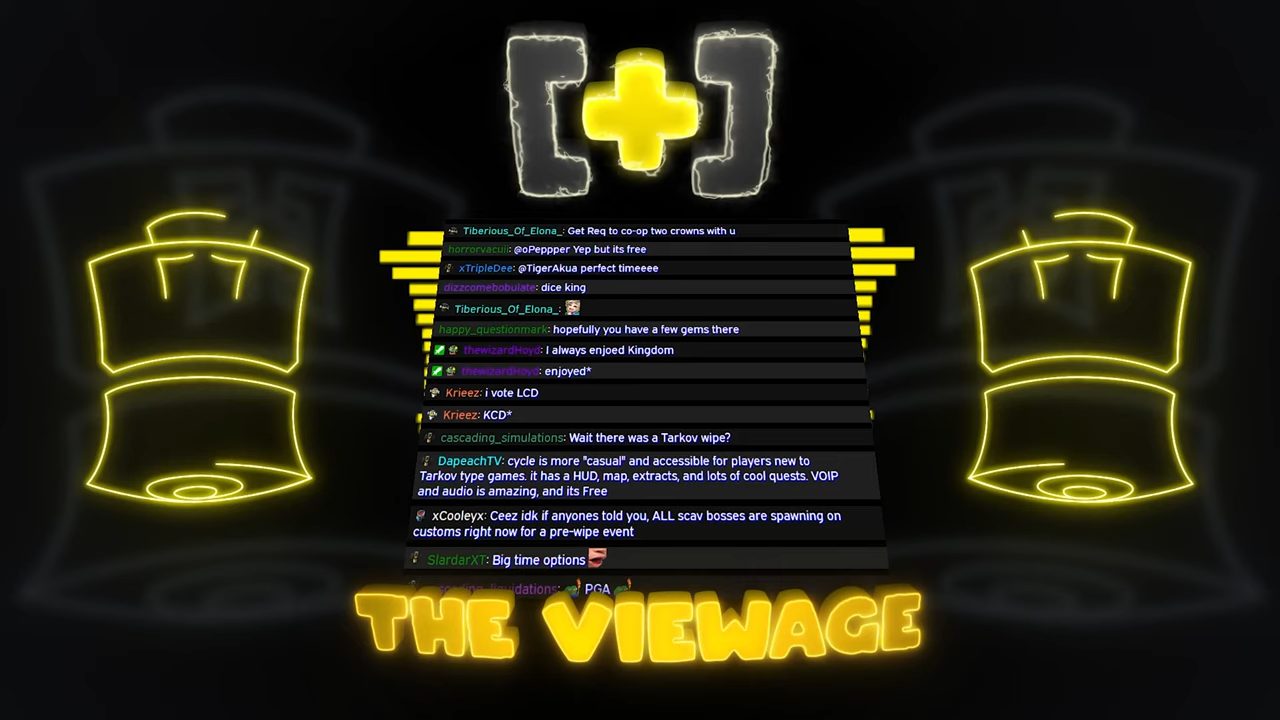 [+]
Tiberious_Of_Elona_: Get Req to co-op two crowns with u
horrorvacuii: @oPeppper Yep but its free
xTripleDee: @TigerAkua perfect timeeee
dizzcomebobulate: dice king
Tiberious_Of_Elona_:
happy_questionmark: hopefully you have a few gems there
thewizardHoyd: I always enjoed Kingdom
thewizardHoyd: enjoyed*
Krieez: i vote LCD
Krieez: KCD*
cascading_simulations: Wait there was a Tarkov wipe?
DapeachTV: cycle is more "casual" and accessible for players new to
Tarkov type games. it has a HUD, map, extracts, and lots of cool quests. VOIP
and audio is amazing, and its Free
xCooleyx: Ceez idk if anyones told you, ALL scav bosses are spawning on
customs right now for a pre-wipe event
SlardarXT: Big time options
PGA
THE VIEWAGE